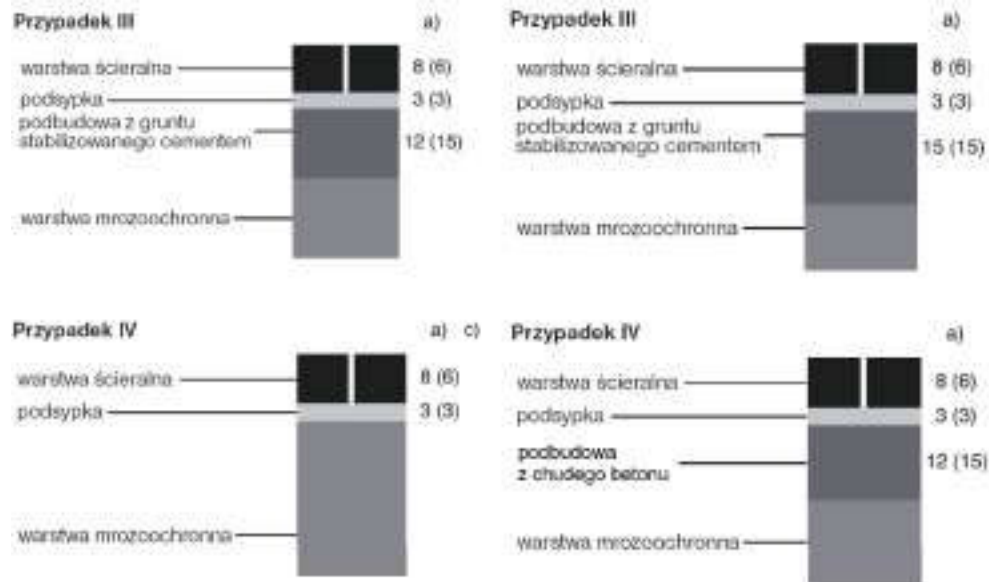 Przypadek III a)
warstwa ścieralna 8 (6)
podsypka 3 (3)
podbudowa z gruntu
stabilizowanego cementem 12 (15)
warstwa mrozoochronna
Przypadek III a)
warstwa ścieralna 8 (6)
podsypka 3 (3)
podbudowa z gruntu
stabilizowanego cementem 15 (15)
warstwa mrozoochronna
Przypadek IV a) c)
warstwa ścieralna 8 (6)
podsypka 3 (3)
warstwa mrozoochronna
Przypadek IV a)
warstwa ścieralna 8 (6)
podsypka 3 (3)
podbudowa
z chudego betonu 12 (15)
warstwa mrozoochronna